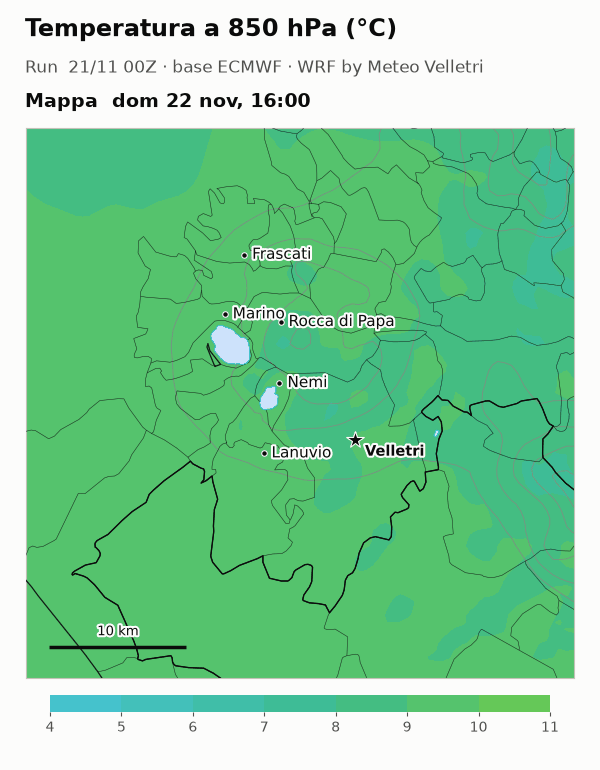 Temperatura a 850 hPa (°C)
Run  21/11 00Z · base ECMWF · WRF by Meteo Velletri
Mappa  dom 22 nov, 16:00
Frascati
Marino
Rocca di Papa
Nemi
Velletri
Lanuvio
10 km
4 5 6 7 8 9 10 11